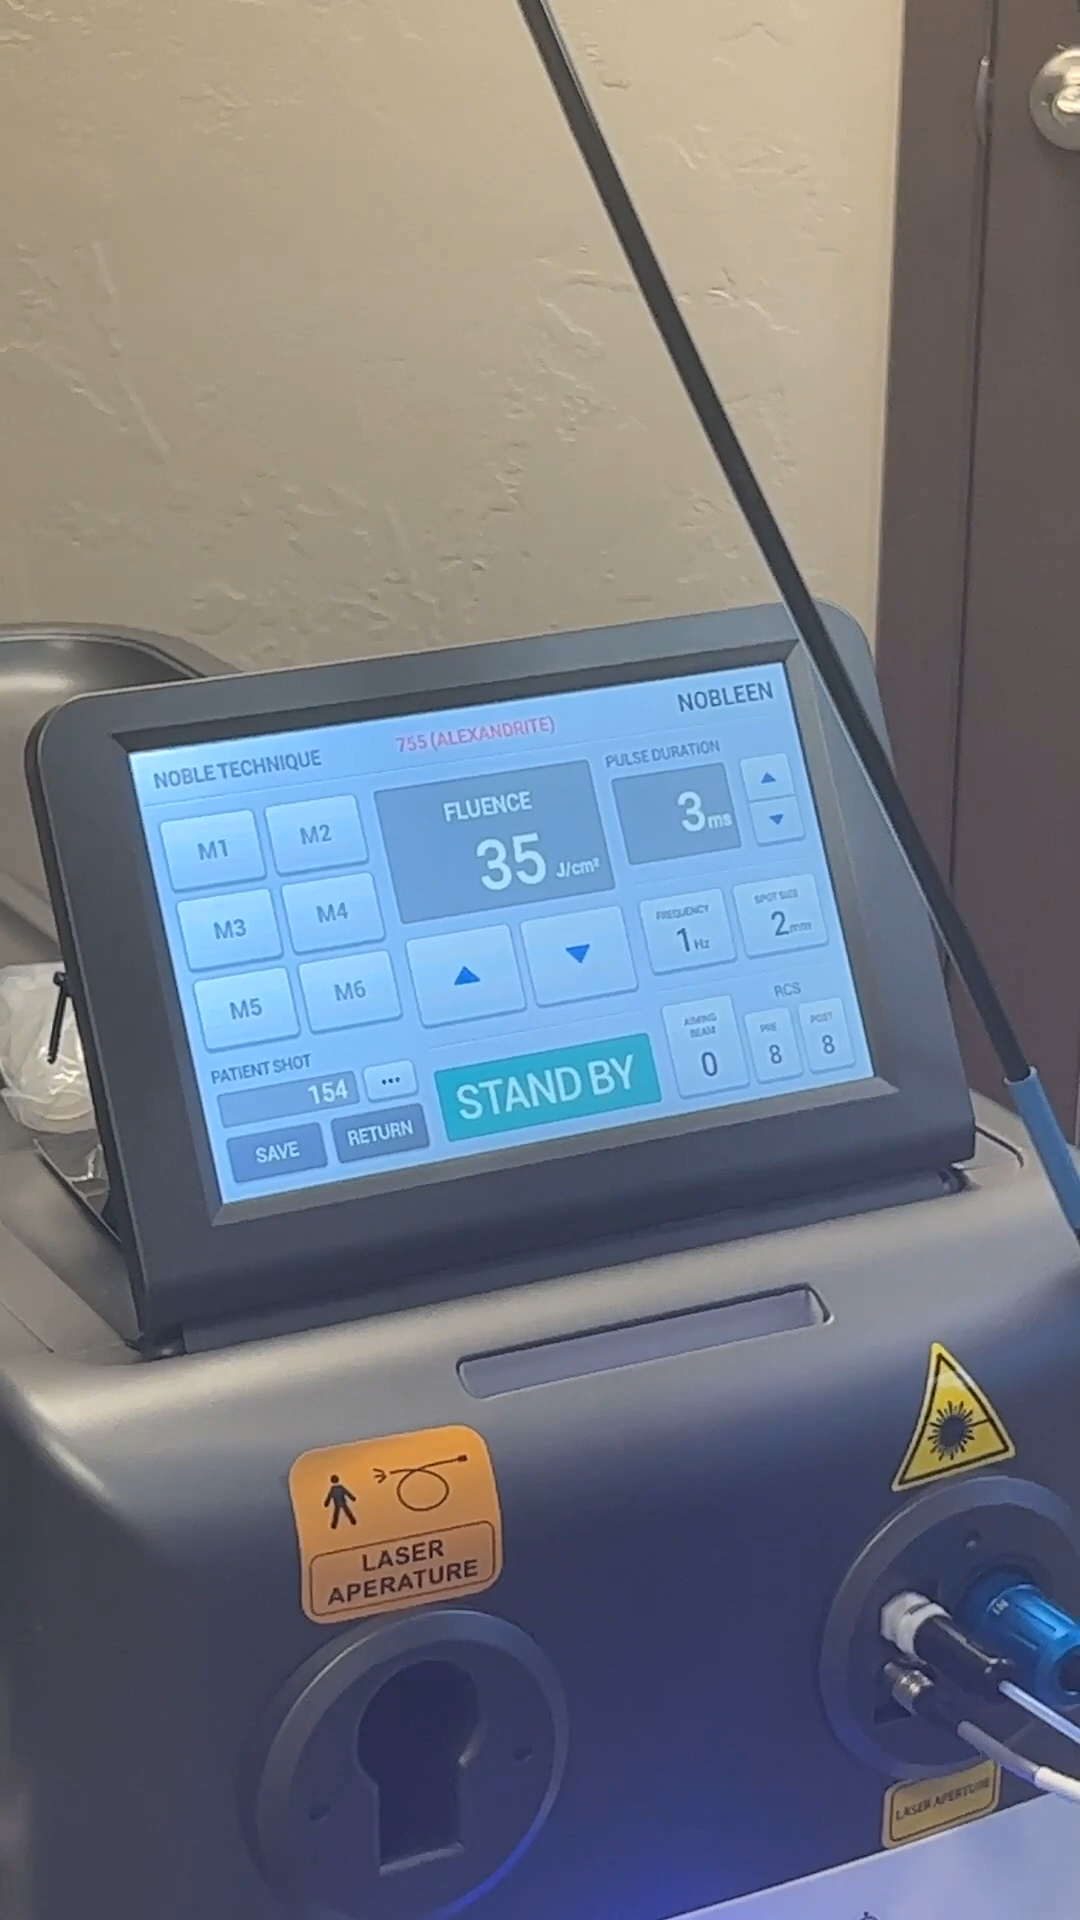 NOBLE TECHNIQUE
755 (ALEXANDRITE)
NOBLEEN
M1
M2
M3
M4
M5
M6
FLUENCE
35 J/cm²
PULSE DURATION
3 ms
FREQUENCY
1 Hz
SPOT SIZE
2 mm
RCS
AIMING
BEAM
0
PRE
8
POST
8
PATIENT SHOT
154
...
SAVE
RETURN
STAND BY
LASER
APERATURE
IN
LASER APERTURE